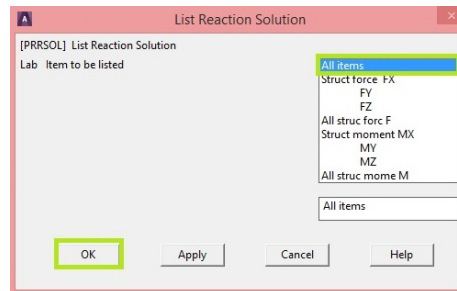 List Reaction Solution
[PRRSOL] List Reaction Solution
Lab Item to be listed
All items
Struct force FX
FY
FZ
All struc forc F
Struct moment MX
MY
MZ
All struc mome M
All items
OK Apply Cancel Help